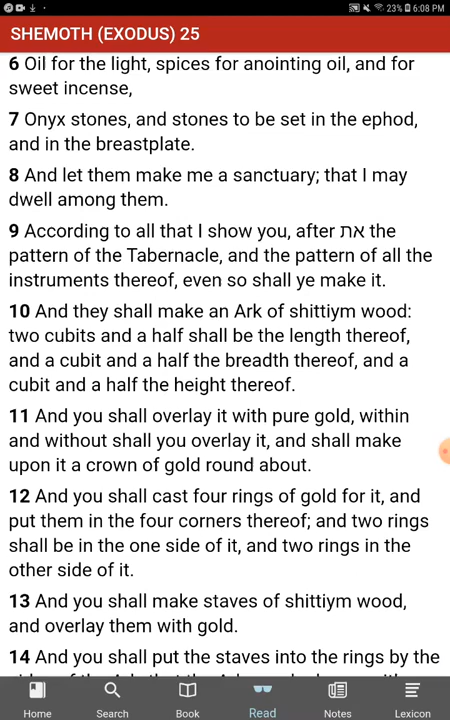 23% 6:08 PM
SHEMOTH (EXODUS) 25
6 Oil for the light, spices for anointing oil, and for
sweet incense,
7 Onyx stones, and stones to be set in the ephod,
and in the breastplate.
8 And let them make me a sanctuary; that I may
dwell among them.
9 According to all that I show you, after את the
pattern of the Tabernacle, and the pattern of all the
instruments thereof, even so shall ye make it.
10 And they shall make an Ark of shittiym wood:
two cubits and a half shall be the length thereof,
and a cubit and a half the breadth thereof, and a
cubit and a half the height thereof.
11 And you shall overlay it with pure gold, within
and without shall you overlay it, and shall make
upon it a crown of gold round about.
12 And you shall cast four rings of gold for it, and
put them in the four corners thereof; and two rings
shall be in the one side of it, and two rings in the
other side of it.
13 And you shall make staves of shittiym wood,
and overlay them with gold.
14 And you shall put the staves into the rings by the
Home Search Book Read Notes Lexicon